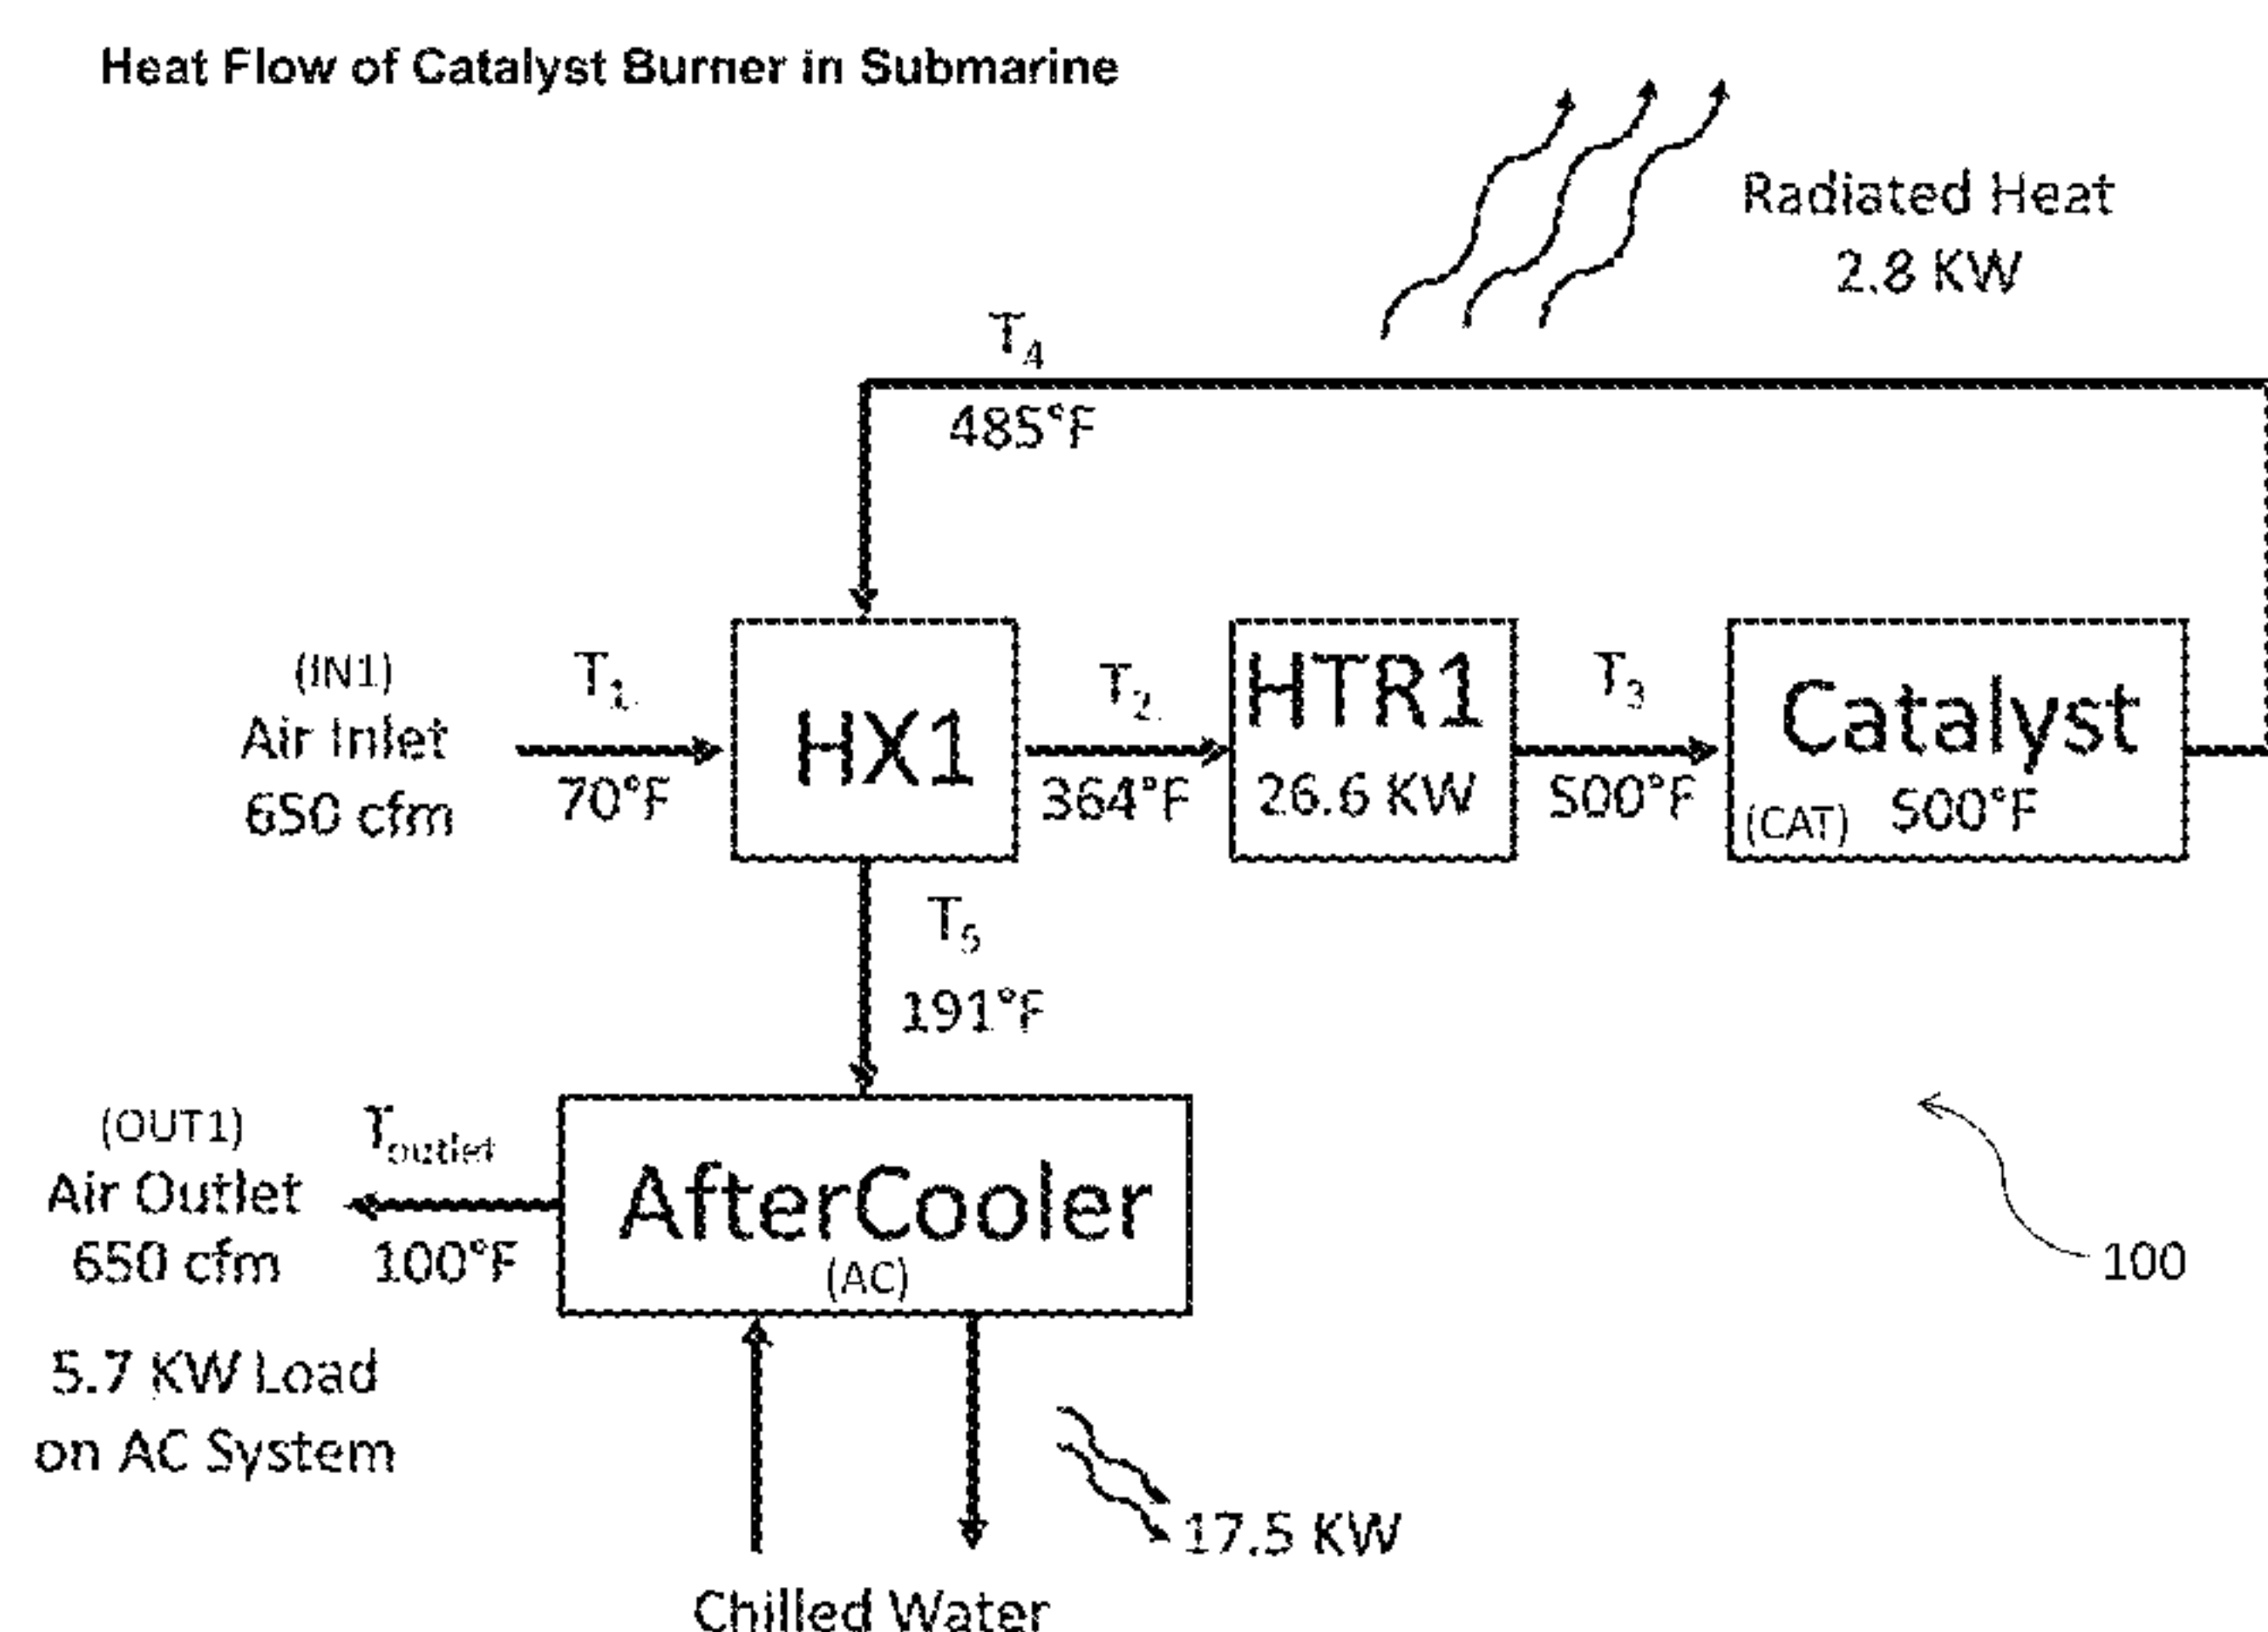 Heat Flow of Catalyst Burner in Submarine
Radiated Heat
2.8 KW
T4
485°F
(IN1)
Air Inlet
650 cfm
T1
70°F
HX1
T2
364°F
HTR1
26.6 KW
T3
500°F
Catalyst
(CAT) 500°F
T5
191°F
(OUT1)
Air Outlet
650 cfm
Toutlet
100°F
AfterCooler
(AC)
100
5.7 KW Load
on AC System
17.5 KW
Chilled Water